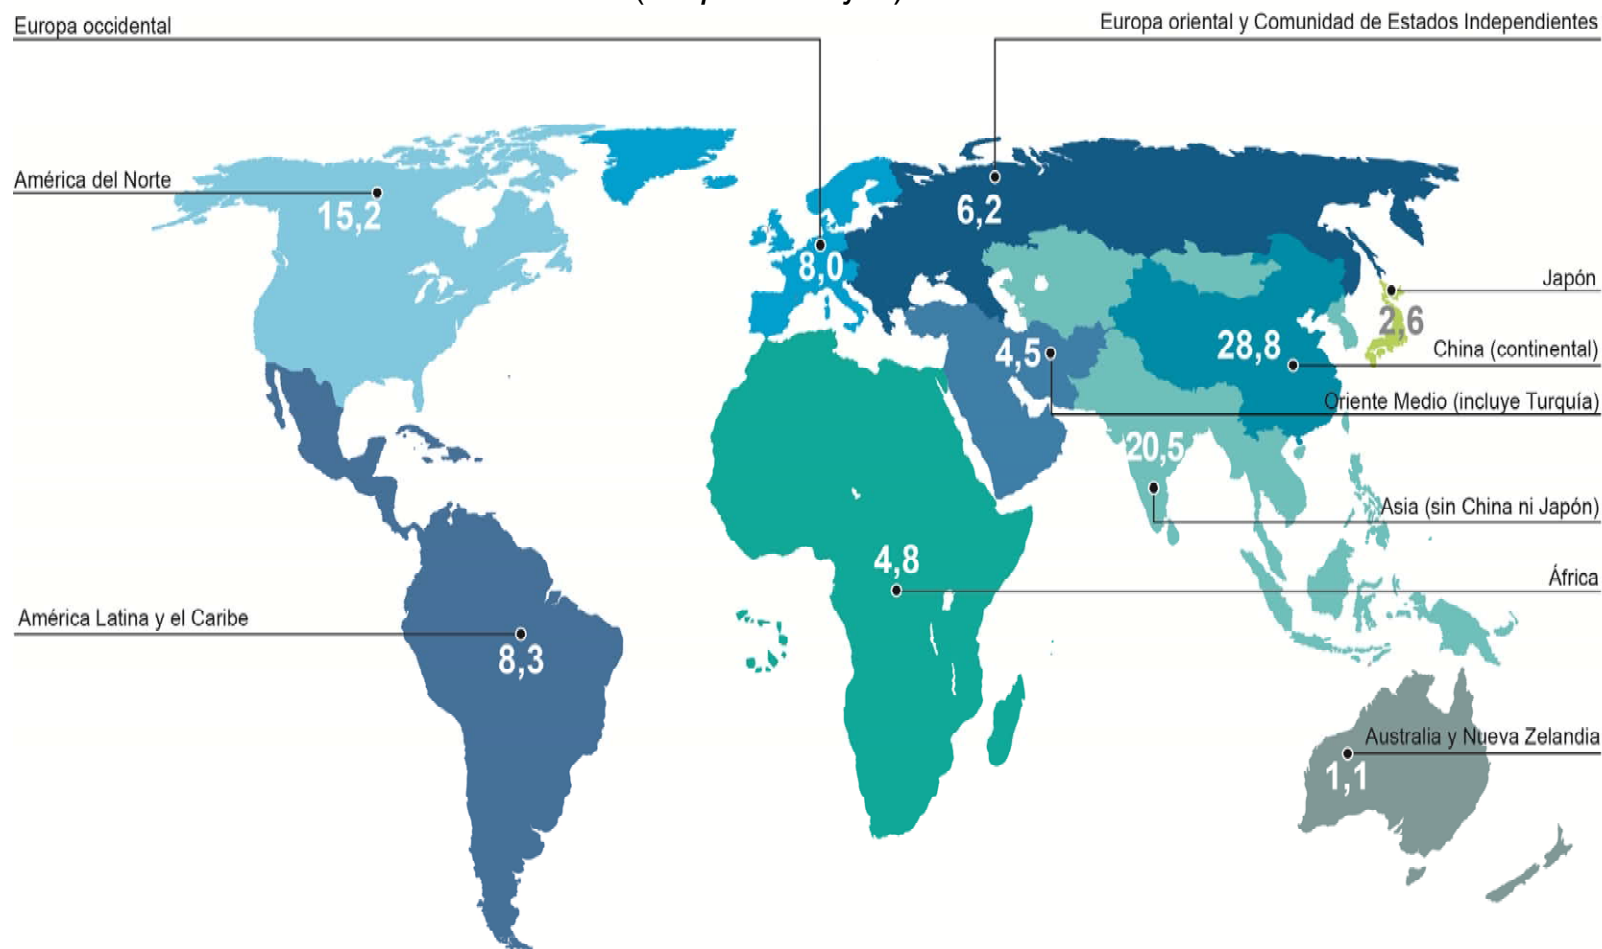 Europa occidental
Europa oriental y Comunidad de Estados Independientes
América del Norte
15,2
6,2
8,0
Japón
2,6
28,8
4,5
China (continental)
Oriente Medio (incluye Turquía)
20,5
Asia (sin China ni Japón)
4,8
África
América Latina y el Caribe
8,3
Australia y Nueva Zelandia
1,1